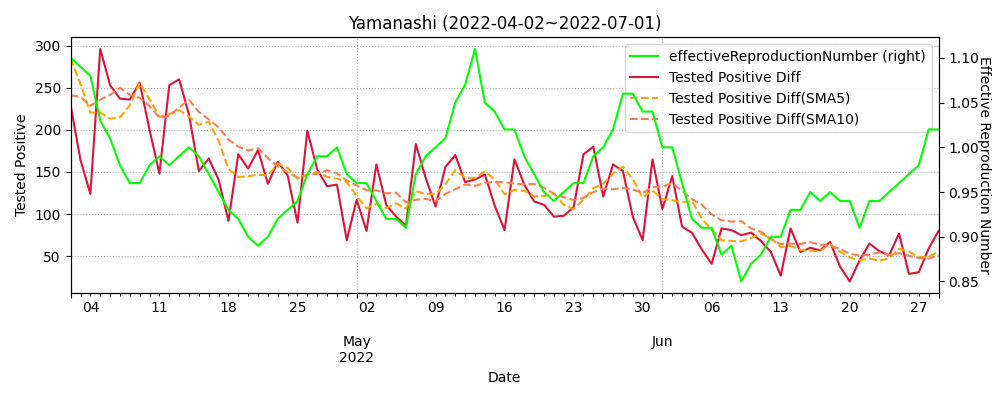 Yamanashi (2022-04-02~2022-07-01)
effectiveReproductionNumber (right)
Tested Positive Diff
Tested Positive Diff(SMA5)
Tested Positive Diff(SMA10)
Tested Positive
300
250
200
150
100
50
Effective Reproduction Number
1.10
1.05
1.00
0.95
0.90
0.85
04 11 18 25 02 09 16 23 30 06 13 20 27
May Jun
2022
Date